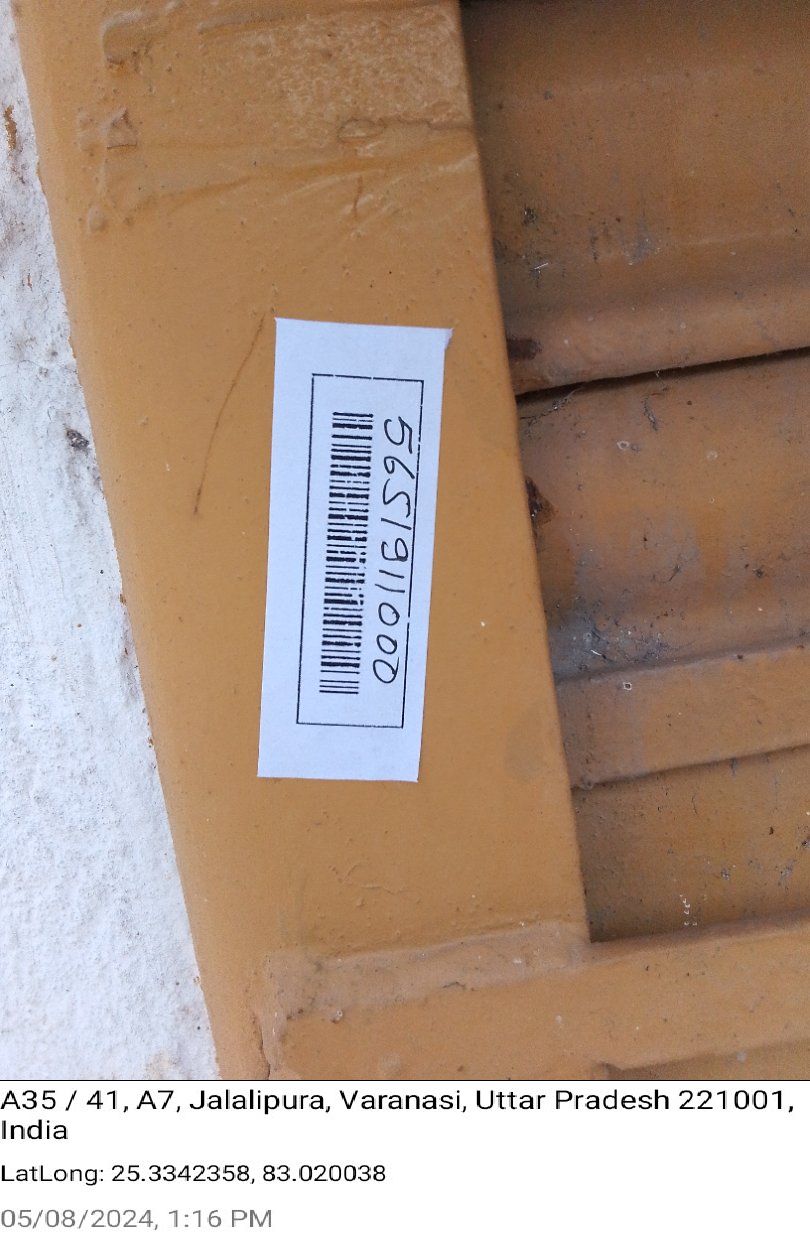 5651911000
A35 / 41, A7, Jalalipura, Varanasi, Uttar Pradesh 221001,
India
LatLong: 25.3342358, 83.020038
05/08/2024, 1:16 PM